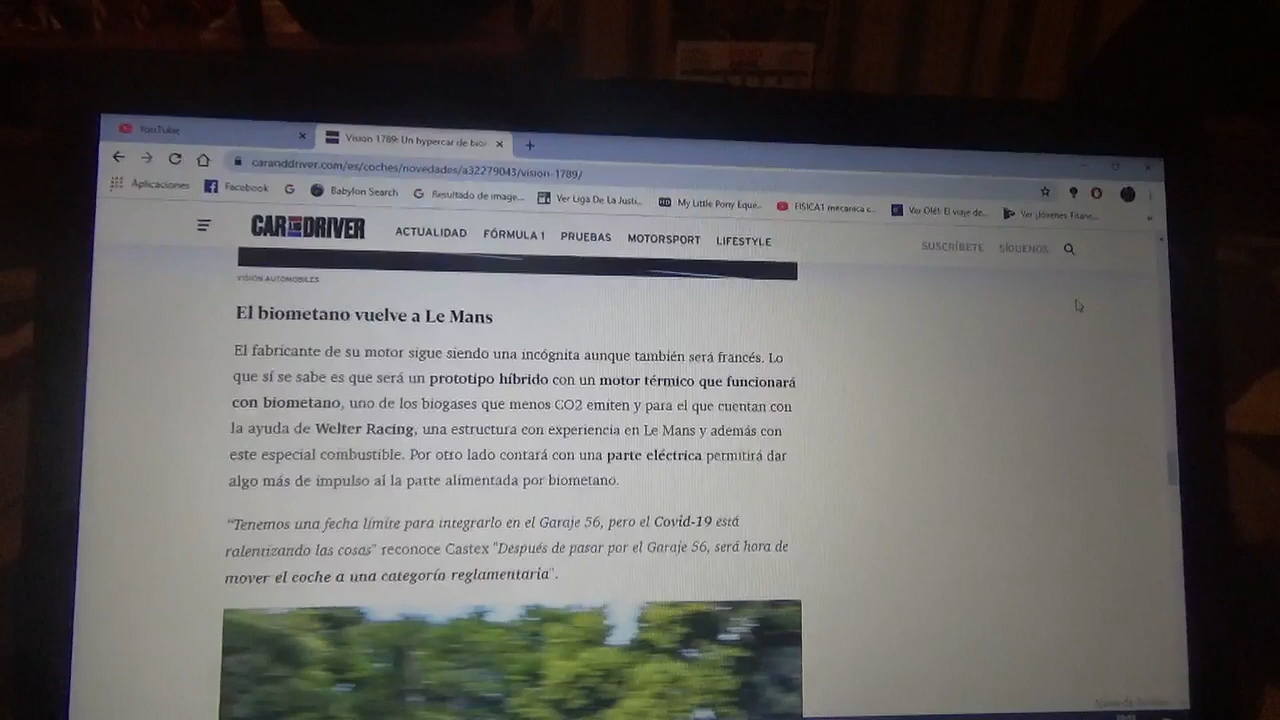 YouTube
Vision 1789: Un hypercar de bior
caranddriver.com/es/coches/novedades/a32279043/vision-1789/
Aplicaciones Facebook Babylon Search Resultado de image... Ver Liga De La Justi... My Little Pony Eque... FISICA1 mecanica c... Ver Olé!: El viaje de... Ver ¡Jóvenes Titane...
CAR AND DRIVER ACTUALIDAD FÓRMULA 1 PRUEBAS MOTORSPORT LIFESTYLE SUSCRÍBETE SÍGUENOS
VISION AUTOMOBILES
El biometano vuelve a Le Mans
El fabricante de su motor sigue siendo una incógnita aunque también será francés. Lo
que sí se sabe es que será un prototipo híbrido con un motor térmico que funcionará
con biometano, uno de los biogases que menos CO2 emiten y para el que cuentan con
la ayuda de Welter Racing, una estructura con experiencia en Le Mans y además con
este especial combustible. Por otro lado contará con una parte eléctrica permitirá dar
algo más de impulso aí la parte alimentada por biometano.
"Tenemos una fecha límite para integrarlo en el Garaje 56, pero el Covid-19 está
ralentizando las cosas" reconoce Castex "Después de pasar por el Garaje 56, será hora de
mover el coche a una categoría reglamentaria".